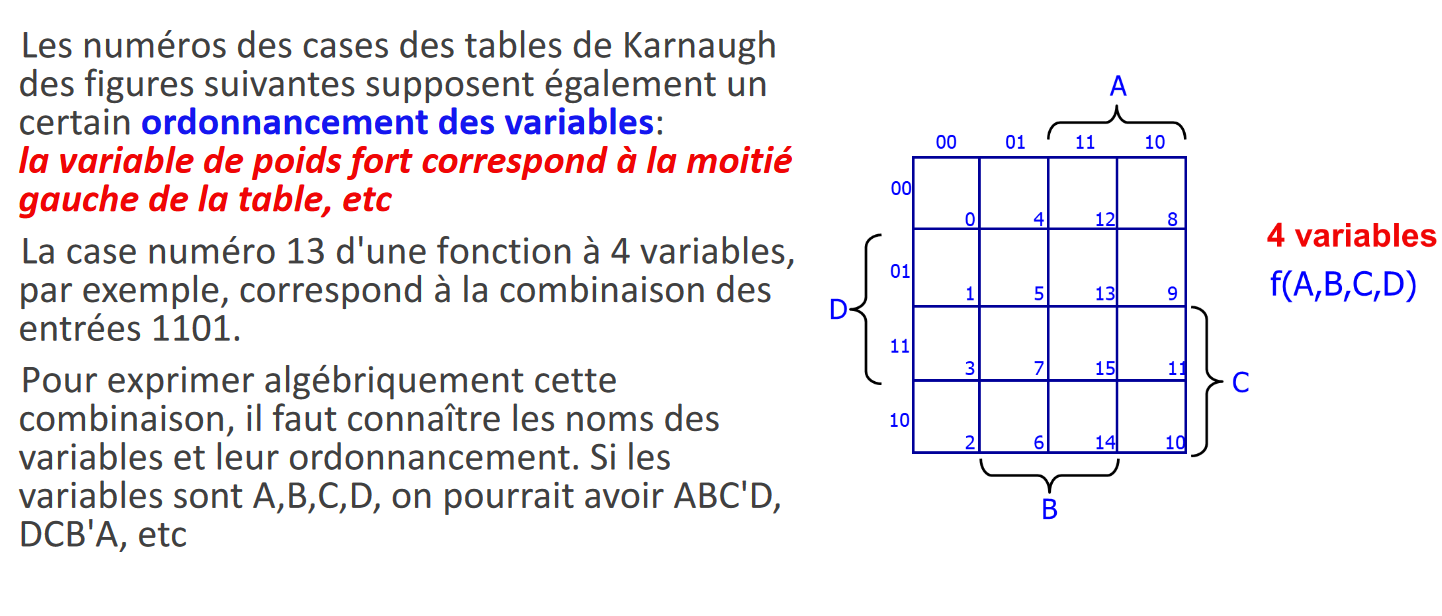 Les numéros des cases des tables de Karnaugh
des figures suivantes supposent également un
certain ordonnancement des variables:
la variable de poids fort correspond à la moitié
gauche de la table, etc
La case numéro 13 d'une fonction à 4 variables,
par exemple, correspond à la combinaison des
entrées 1101.
Pour exprimer algébriquement cette
combinaison, il faut connaître les noms des
variables et leur ordonnancement. Si les
variables sont A,B,C,D, on pourrait avoir ABC'D,
DCB'A, etc
A
00 01 11 10
00
0 4 12 8
01
1 5 13 9
D
11
3 7 15 11
C
10
2 6 14 10
B
4 variables
f(A,B,C,D)